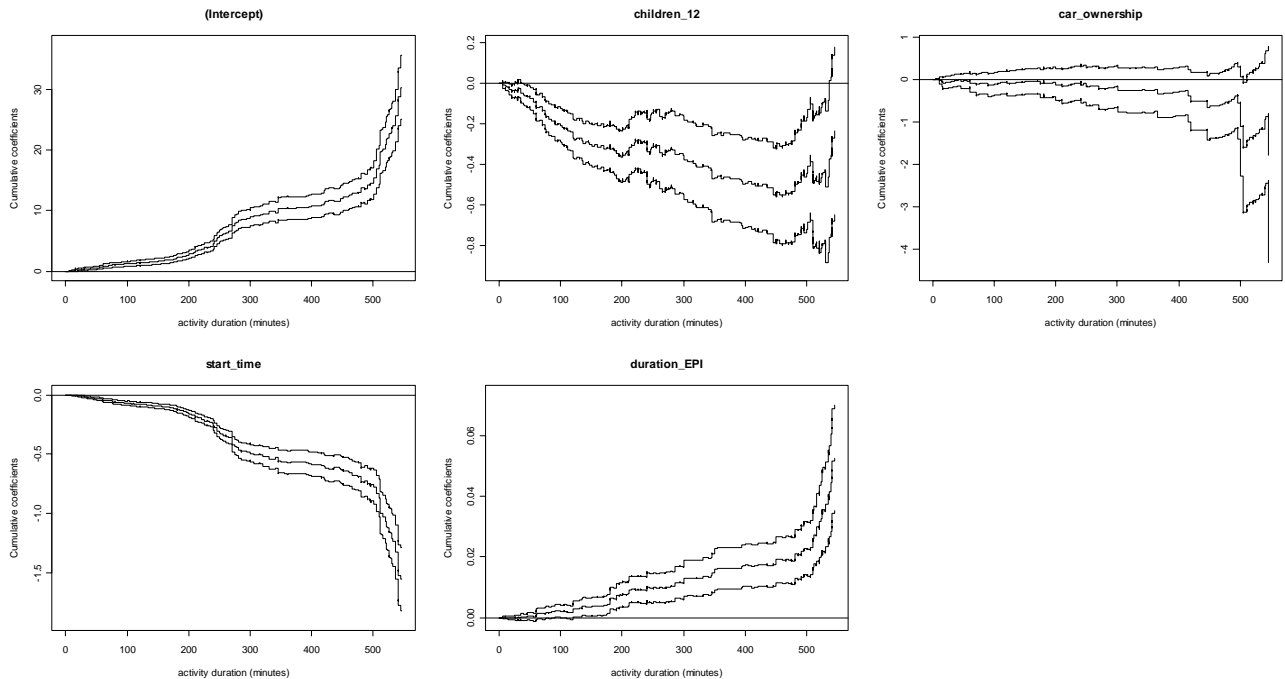 (Intercept)
Cumulative coefficients
30
20
10
0
0 100 200 300 400 500
activity duration (minutes)
children_12
Cumulative coefficients
0.2
0.0
-0.2
-0.4
-0.6
-0.8
0 100 200 300 400 500
activity duration (minutes)
car_ownership
Cumulative coefficients
1
0
-1
-2
-3
-4
0 100 200 300 400 500
activity duration (minutes)
start_time
Cumulative coefficients
0.0
-0.5
-1.0
-1.5
0 100 200 300 400 500
activity duration (minutes)
duration_EPI
Cumulative coefficients
0.06
0.04
0.02
0.00
0 100 200 300 400 500
activity duration (minutes)